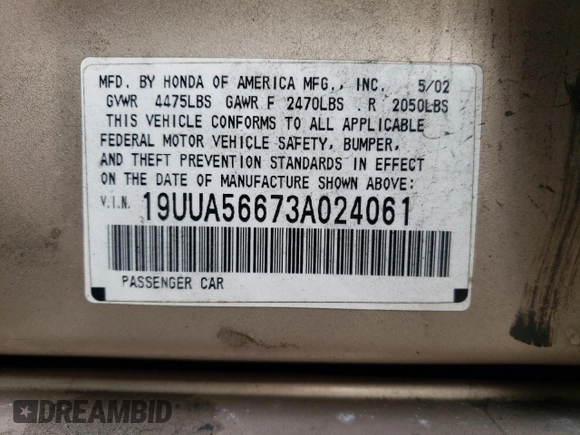 MFD. BY HONDA OF AMERICA MFG., INC. 5/02
GVWR 4475LBS GAWR F 2470LBS . R 2050LBS
THIS VEHICLE CONFORMS TO ALL APPLICABLE
FEDERAL MOTOR VEHICLE SAFETY, BUMPER,
AND THEFT PREVENTION STANDARDS IN EFFECT
ON THE DATE OF MANUFACTURE SHOWN ABOVE:
V.I.N. 19UUA56673A024061
PASSENGER CAR
DREAMBID